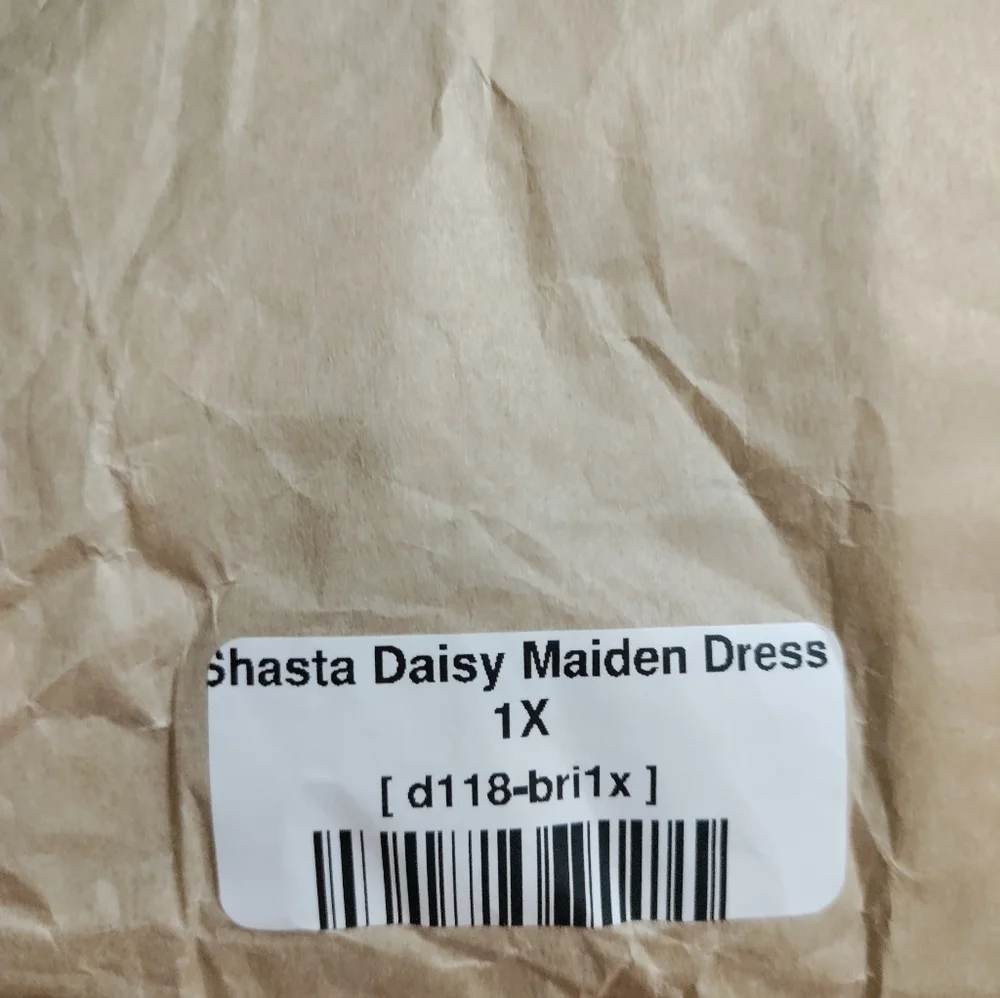 Shasta Daisy Maiden Dress
1X
[ d118-bri1x ]